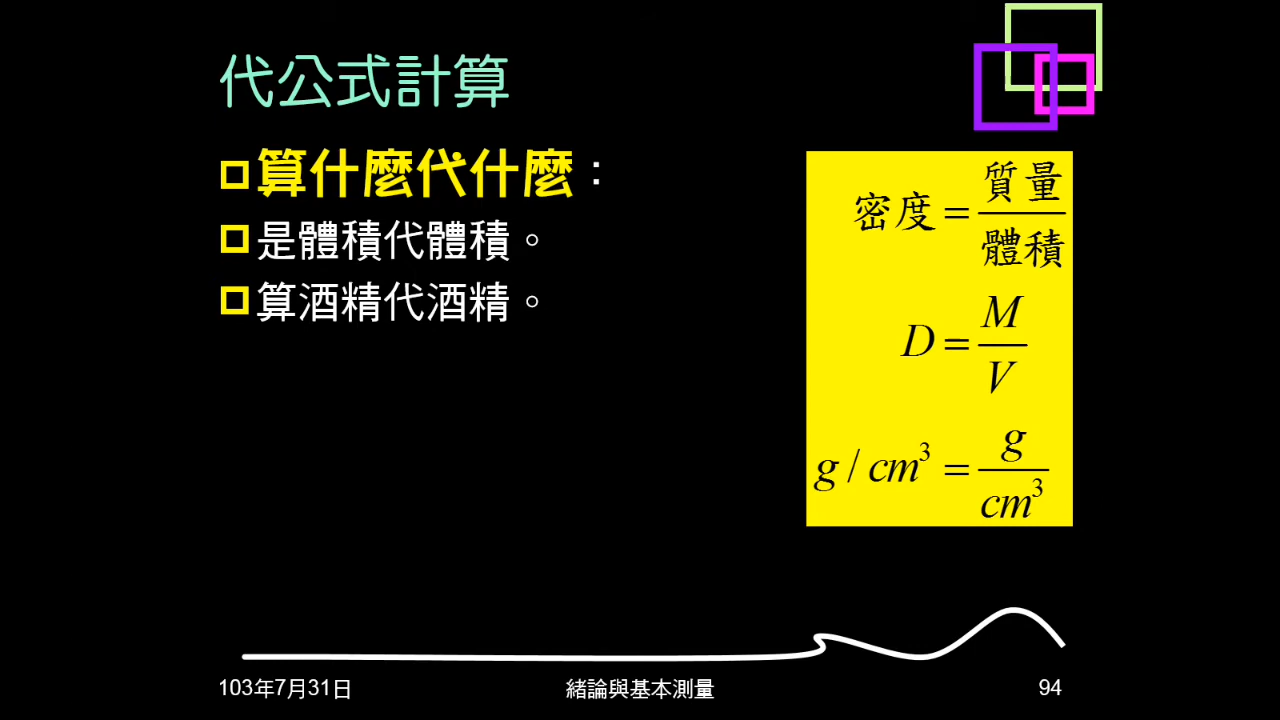 代公式計算
算什麼代什麼：
是體積代體積。
算酒精代酒精。
密度 = 質量 / 體積
D = M / V
g / cm³ = g / cm³
103年7月31日
緒論與基本測量
94